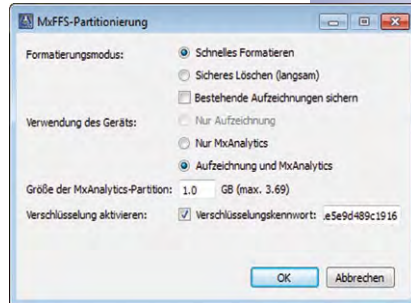 MxFFS-Partitionierung
Formatierungsmodus: Schnelles Formatieren
Sicheres Löschen (langsam)
Bestehende Aufzeichnungen sichern
Verwendung des Geräts: Nur Aufzeichnung
Nur MxAnalytics
Aufzeichnung und MxAnalytics
Größe der MxAnalytics-Partition: 1.0 GB (max. 3.69)
Verschlüsselung aktivieren: Verschlüsselungskennwort: .e5e9d489c1916
OK Abbrechen